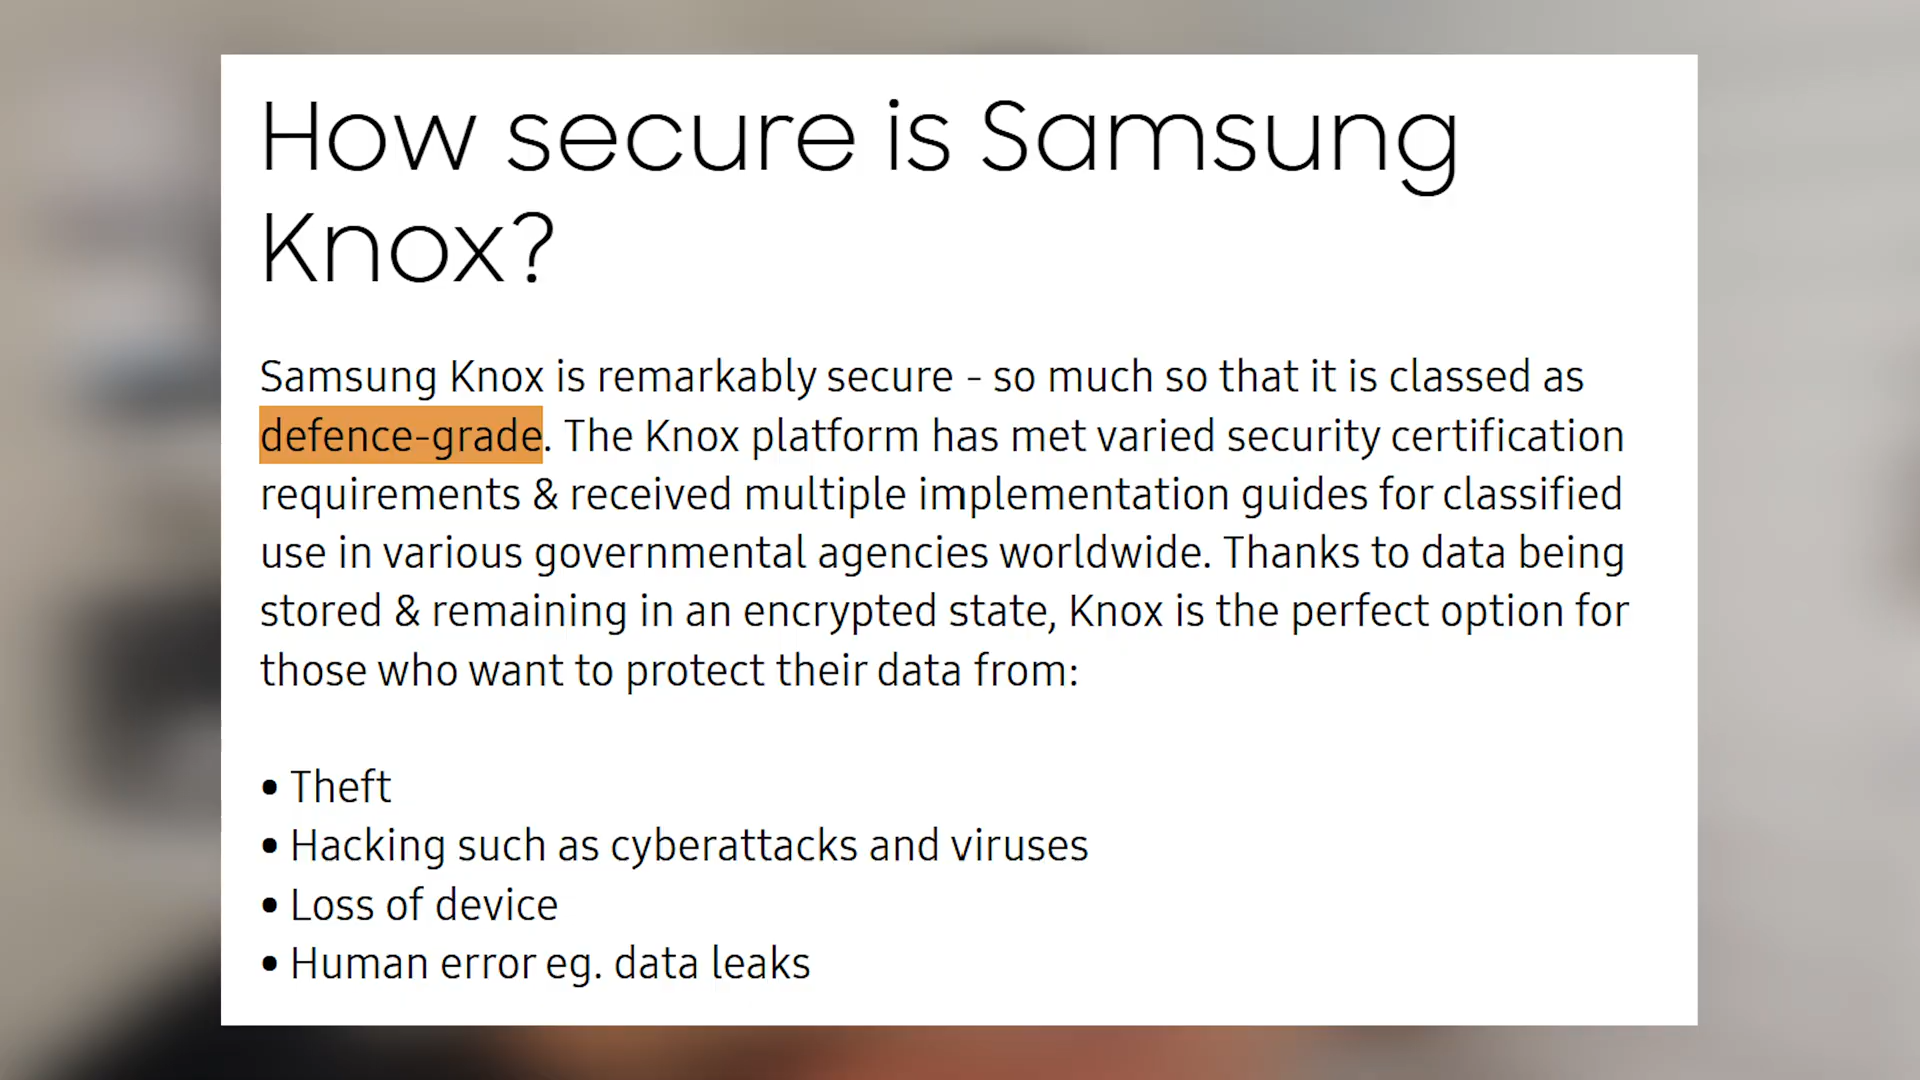 How secure is Samsung
Knox?
Samsung Knox is remarkably secure - so much so that it is classed as
defence-grade. The Knox platform has met varied security certification
requirements & received multiple implementation guides for classified
use in various governmental agencies worldwide. Thanks to data being
stored & remaining in an encrypted state, Knox is the perfect option for
those who want to protect their data from:
• Theft
• Hacking such as cyberattacks and viruses
• Loss of device
• Human error eg. data leaks